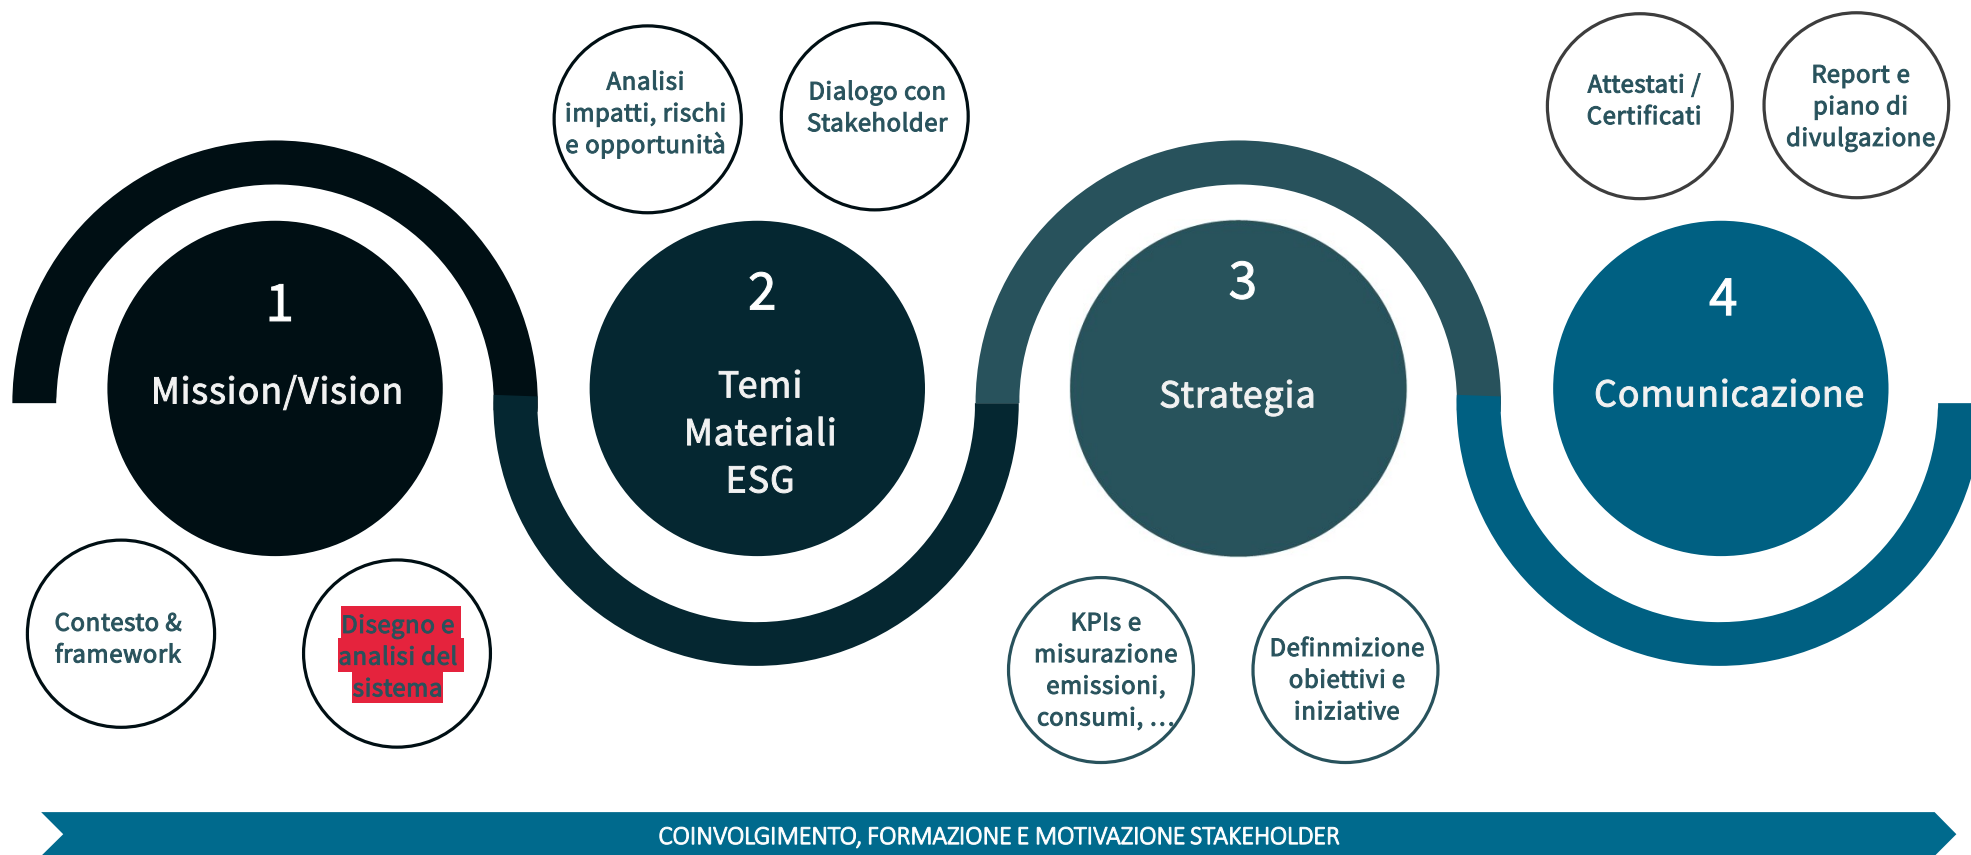 1
Mission/Vision
Contesto &
framework
Disegno e
analisi del
sistema
Analisi
impatti, rischi
e opportunità
Dialogo con
Stakeholder
2
Temi
Materiali
ESG
3
Strategia
KPIs e
misurazione
emissioni,
consumi, ...
Definmizione
obiettivi e
iniziative
Attestati /
Certificati
Report e
piano di
divulgazione
4
Comunicazione
COINVOLGIMENTO, FORMAZIONE E MOTIVAZIONE STAKEHOLDER